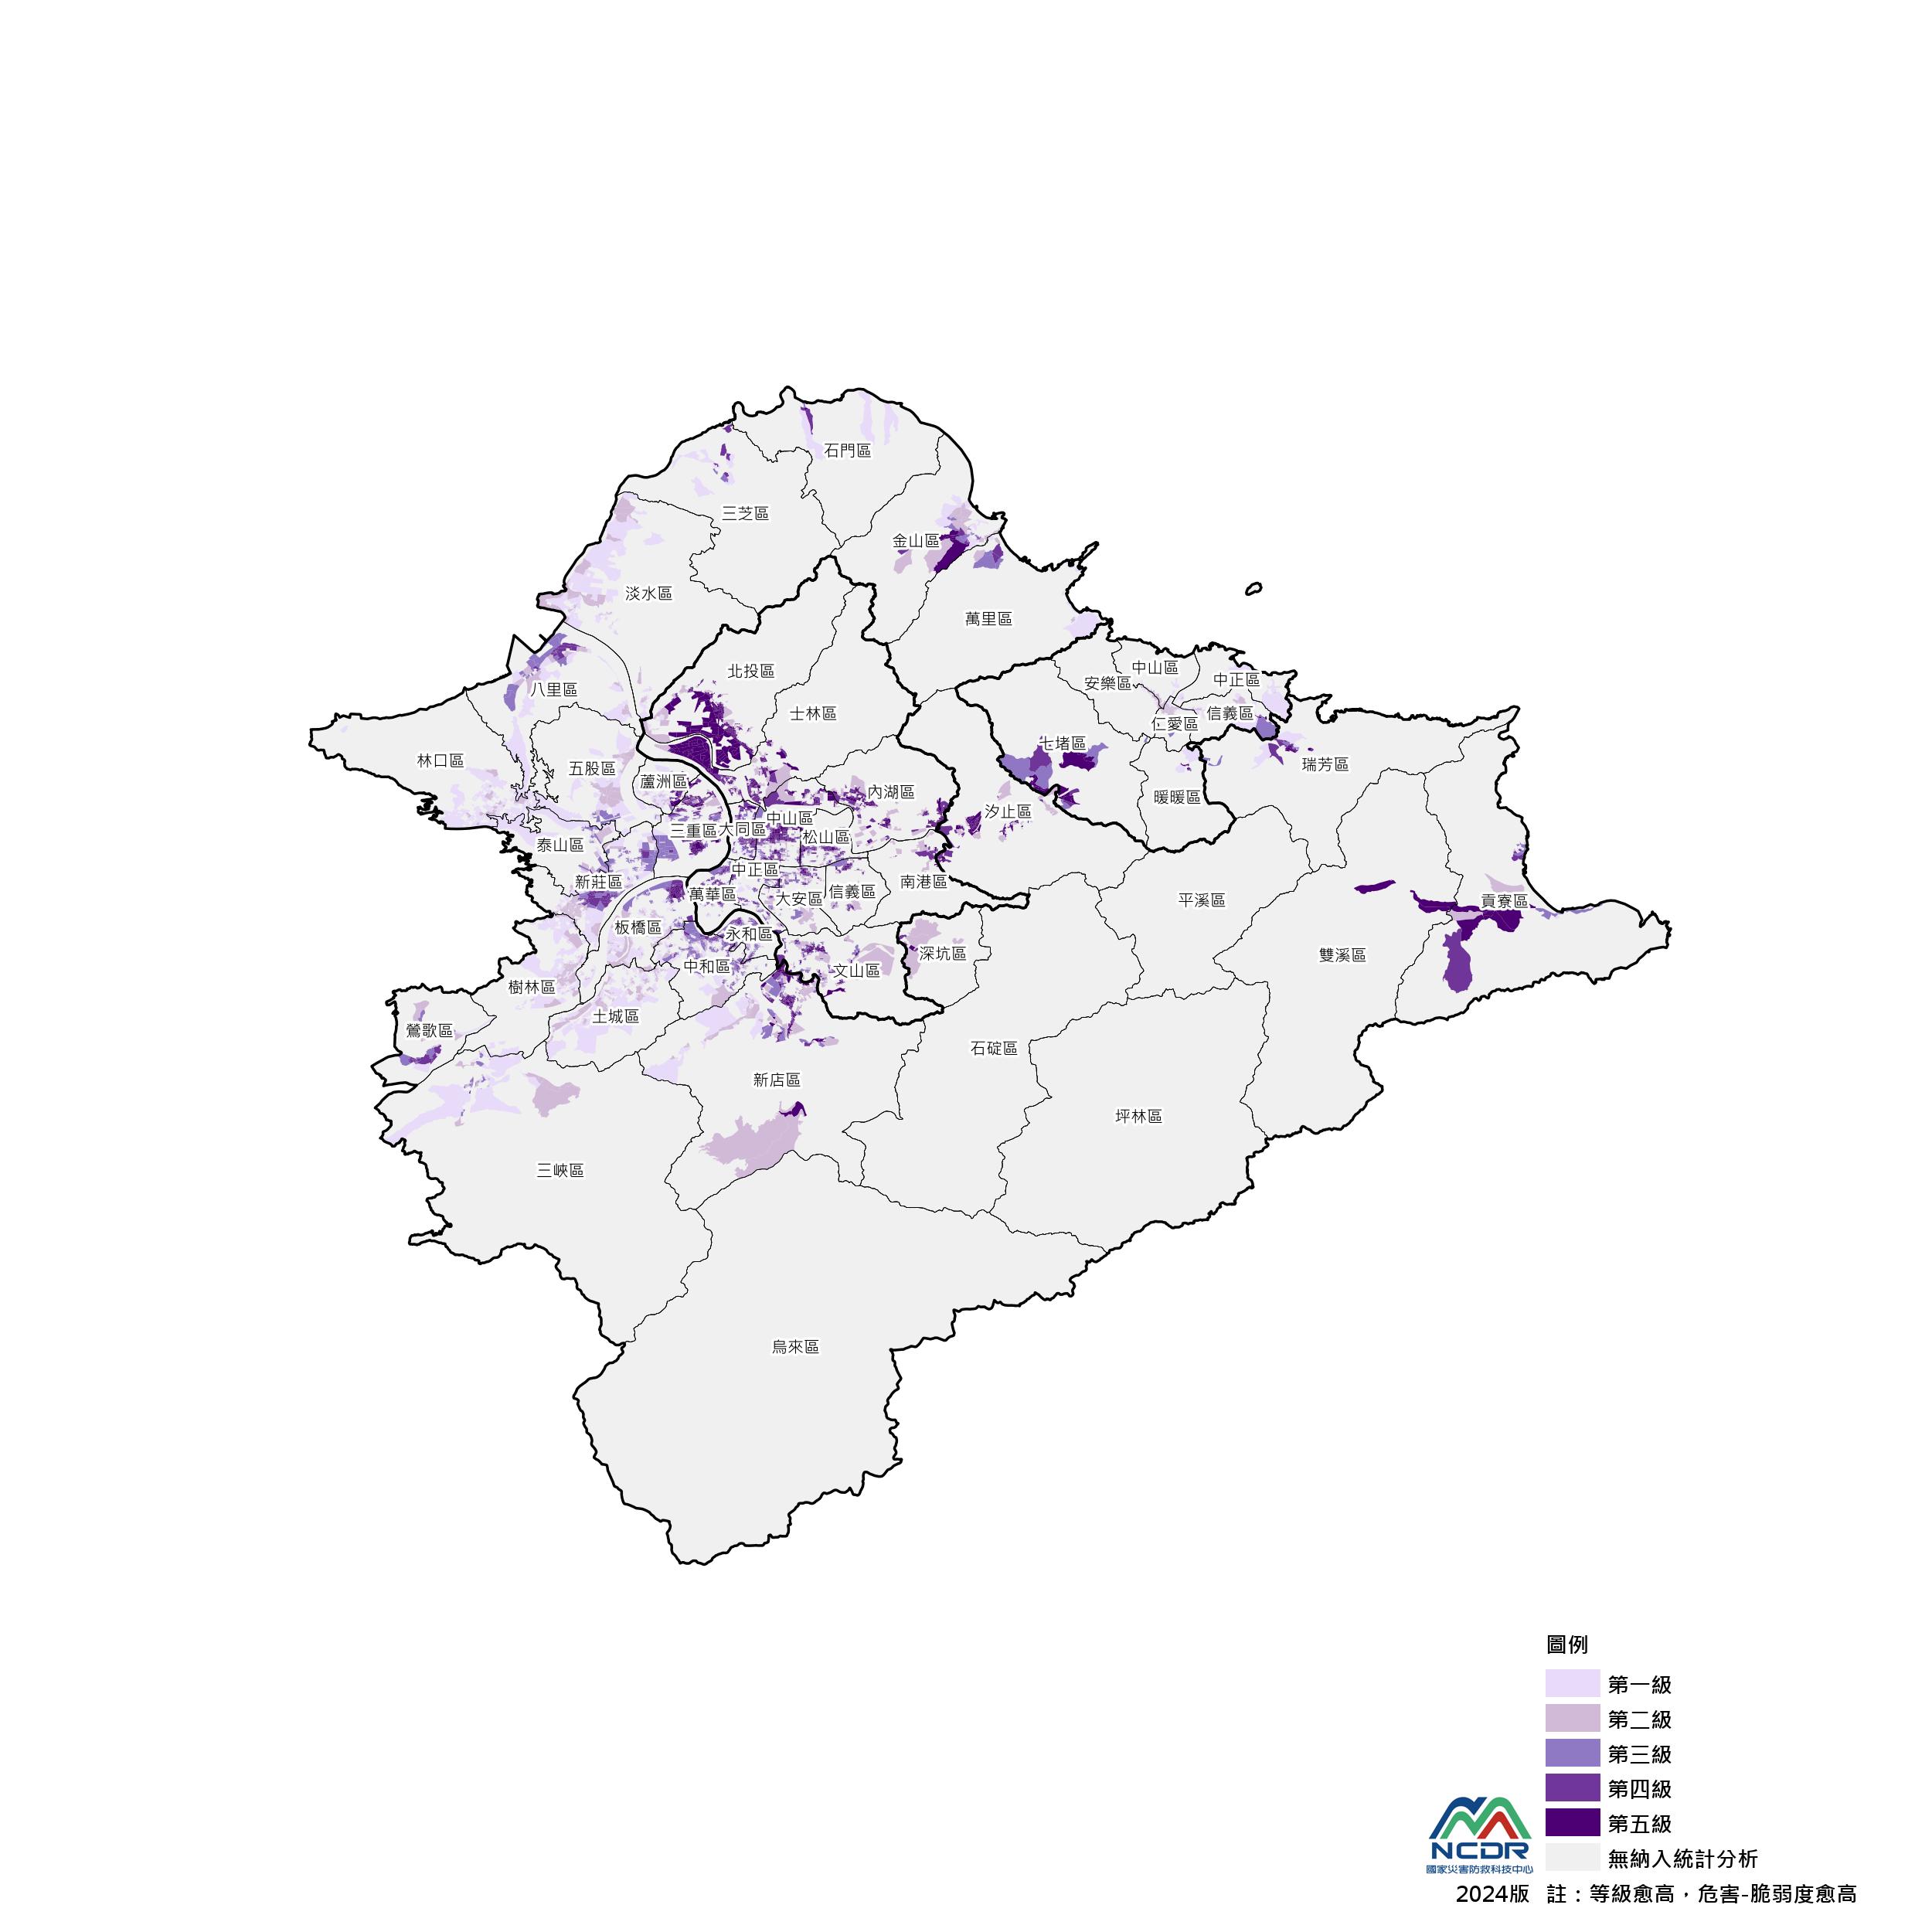 石門區
三芝區
金山區
淡水區
萬里區
北投區
中山區
中正區
安樂區
八里區
士林區
信義區
仁愛區
七堵區
林口區
五股區
瑞芳區
蘆洲區
內湖區
暖暖區
汐止區
中山區
三重區
大同區
松山區
泰山區
中正區
新莊區
南港區
萬華區
大安區
信義區
平溪區
貢寮區
板橋區
永和區
深坑區
雙溪區
中和區
文山區
樹林區
土城區
鶯歌區
石碇區
新店區
坪林區
三峽區
烏來區
圖例
第一級
第二級
第三級
第四級
第五級
無納入統計分析
NCDR
國家災害防救科技中心
2024版 註：等級愈高，危害-脆弱度愈高